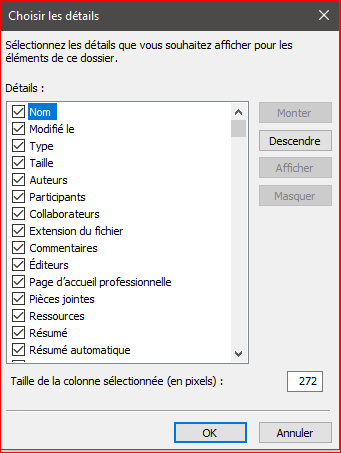 Choisir les détails
Sélectionnez les détails que vous souhaitez afficher pour les
éléments de ce dossier.
Détails :
Nom
Modifié le
Type
Taille
Auteurs
Participants
Collaborateurs
Extension du fichier
Commentaires
Éditeurs
Page d’accueil professionnelle
Pièces jointes
Ressources
Résumé
Résumé automatique
Monter
Descendre
Afficher
Masquer
Taille de la colonne sélectionnée (en pixels) :
272
OK
Annuler